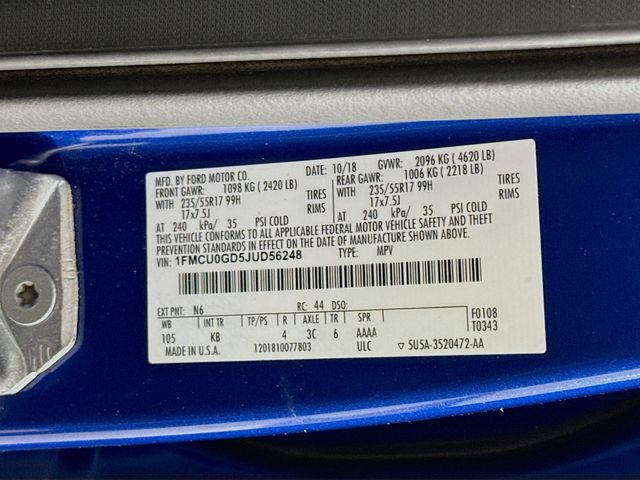 MFD. BY FORD MOTOR CO. DATE: 10/18 GVWR: 2096 KG ( 4620 LB)
FRONT GAWR: 1098 KG ( 2420 LB) REAR GAWR: 1006 KG ( 2218 LB)
WITH 235/55R17 99H TIRES WITH 235/55R17 99H TIRES
17x7.5J RIMS 17x7.5J RIMS
AT 240 kPa/ 35 PSI COLD AT 240 kPa/ 35 PSI COLD
THIS VEHICLE CONFORMS TO ALL APPLICABLE FEDERAL MOTOR VEHICLE SAFETY AND THEFT
PREVENTION STANDARDS IN EFFECT ON THE DATE OF MANUFACTURE SHOWN ABOVE.
VIN: 1FMCU0GD5JUD56248 TYPE: MPV
EXT PNT: N6 RC: 44 DSO: F0108
WB INT TR TP/PS R AXLE TR SPR T0343
105 KB 4 3C 6 AAAA
MADE IN U.S.A. 1201810077803 ULC ▽ 5U5A-3520472-AA